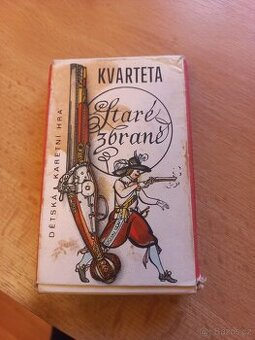 KVARTETA
Staré
zbraně
DĚTSKÁ KARETNÍ HRA